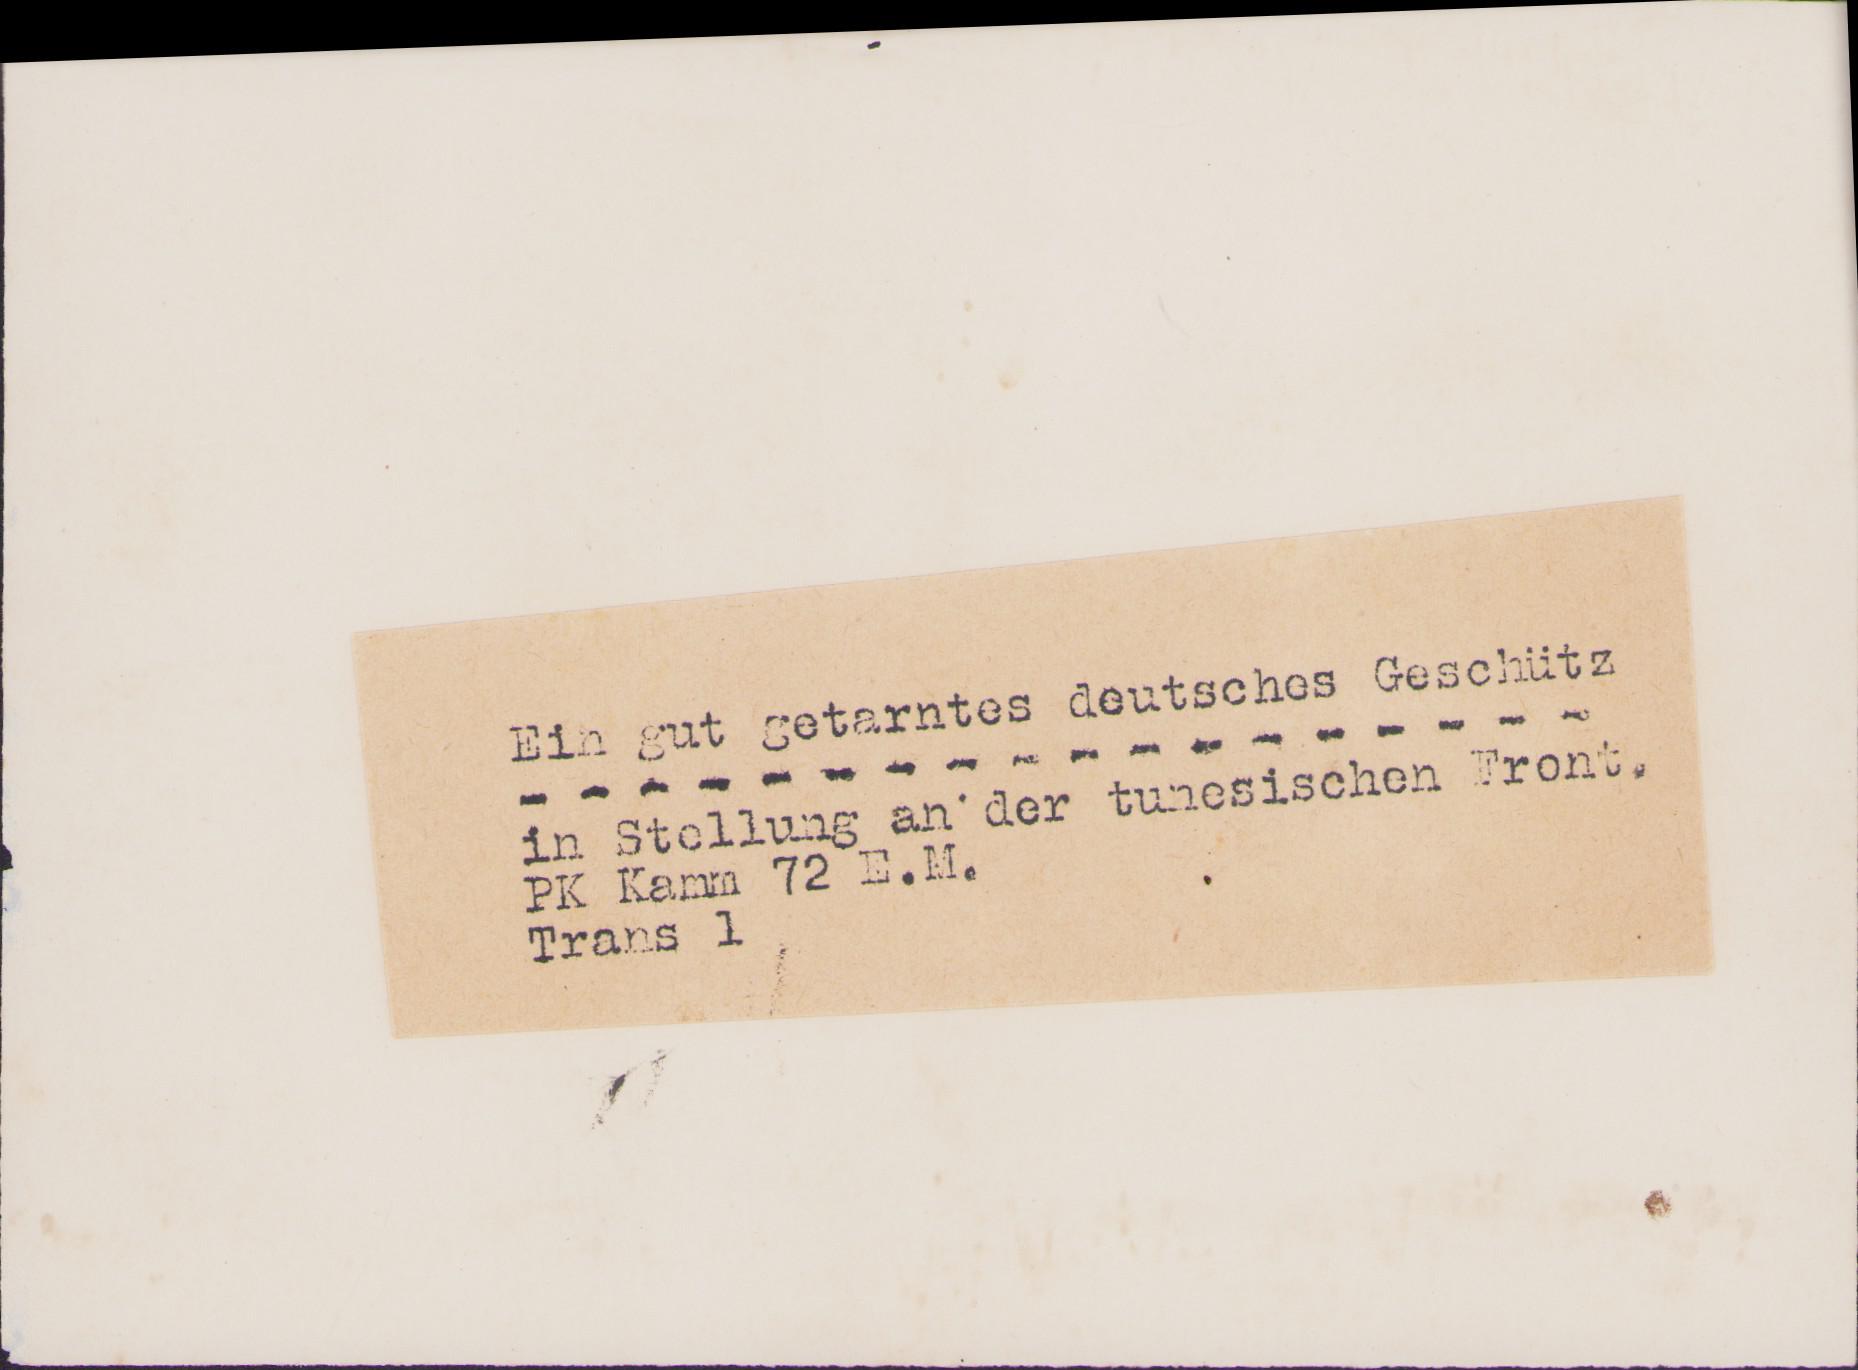 Ein gut getarntes deutsches Geschütz
- - - - - - - - - - - - - - - - - -
in Stellung an der tunesischen Front.
PK Kamm 72 E.M.
Trans 1